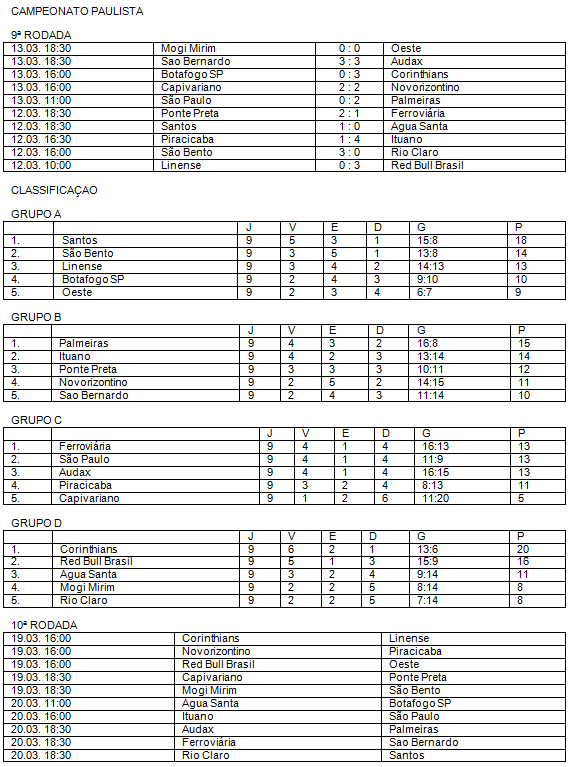 CAMPEONATO PAULISTA
9ª RODADA
13.03. 18:30 Mogi Mirim 0 : 0 Oeste
13.03. 18:30 Sao Bernardo 3 : 3 Audax
13.03. 16:00 Botafogo SP 0 : 3 Corinthians
13.03. 16:00 Capivariano 2 : 2 Novorizontino
13.03. 11:00 São Paulo 0 : 2 Palmeiras
12.03. 18:30 Ponte Preta 2 : 1 Ferroviária
12.03. 18:30 Santos 1 : 0 Agua Santa
12.03. 16:30 Piracicaba 1 : 4 Ituano
12.03. 16:00 São Bento 3 : 0 Rio Claro
12.03. 10:00 Linense 0 : 3 Red Bull Brasil
CLASSIFICAÇAO
GRUPO A
J V E D G P
1. Santos 9 5 3 1 15:8 18
2. São Bento 9 3 5 1 13:8 14
3. Linense 9 3 4 2 14:13 13
4. Botafogo SP 9 2 4 3 9:10 10
5. Oeste 9 2 3 4 6:7 9
GRUPO B
J V E D G P
1. Palmeiras 9 4 3 2 16:8 15
2. Ituano 9 4 2 3 13:14 14
3. Ponte Preta 9 3 3 3 10:11 12
4. Novorizontino 9 2 5 2 14:15 11
5. Sao Bernardo 9 2 4 3 11:14 10
GRUPO C
J V E D G P
1. Ferroviária 9 4 1 4 16:13 13
2. São Paulo 9 4 1 4 11:9 13
3. Audax 9 4 1 4 16:15 13
4. Piracicaba 9 3 2 4 8:13 11
5. Capivariano 9 1 2 6 11:20 5
GRUPO D
J V E D G P
1. Corinthians 9 6 2 1 13:6 20
2. Red Bull Brasil 9 5 1 3 15:9 16
3. Agua Santa 9 3 2 4 9:14 11
4. Mogi Mirim 9 2 2 5 8:14 8
5. Rio Claro 9 2 2 5 7:14 8
10ª RODADA
19.03. 16:00 Corinthians Linense
19.03. 16:00 Novorizontino Piracicaba
19.03. 16:00 Red Bull Brasil Oeste
19.03. 18:30 Capivariano Ponte Preta
19.03. 18:30 Mogi Mirim São Bento
20.03. 11:00 Agua Santa Botafogo SP
20.03. 16:00 Ituano São Paulo
20.03. 18:30 Audax Palmeiras
20.03. 18:30 Ferroviária Sao Bernardo
20.03. 18:30 Rio Claro Santos